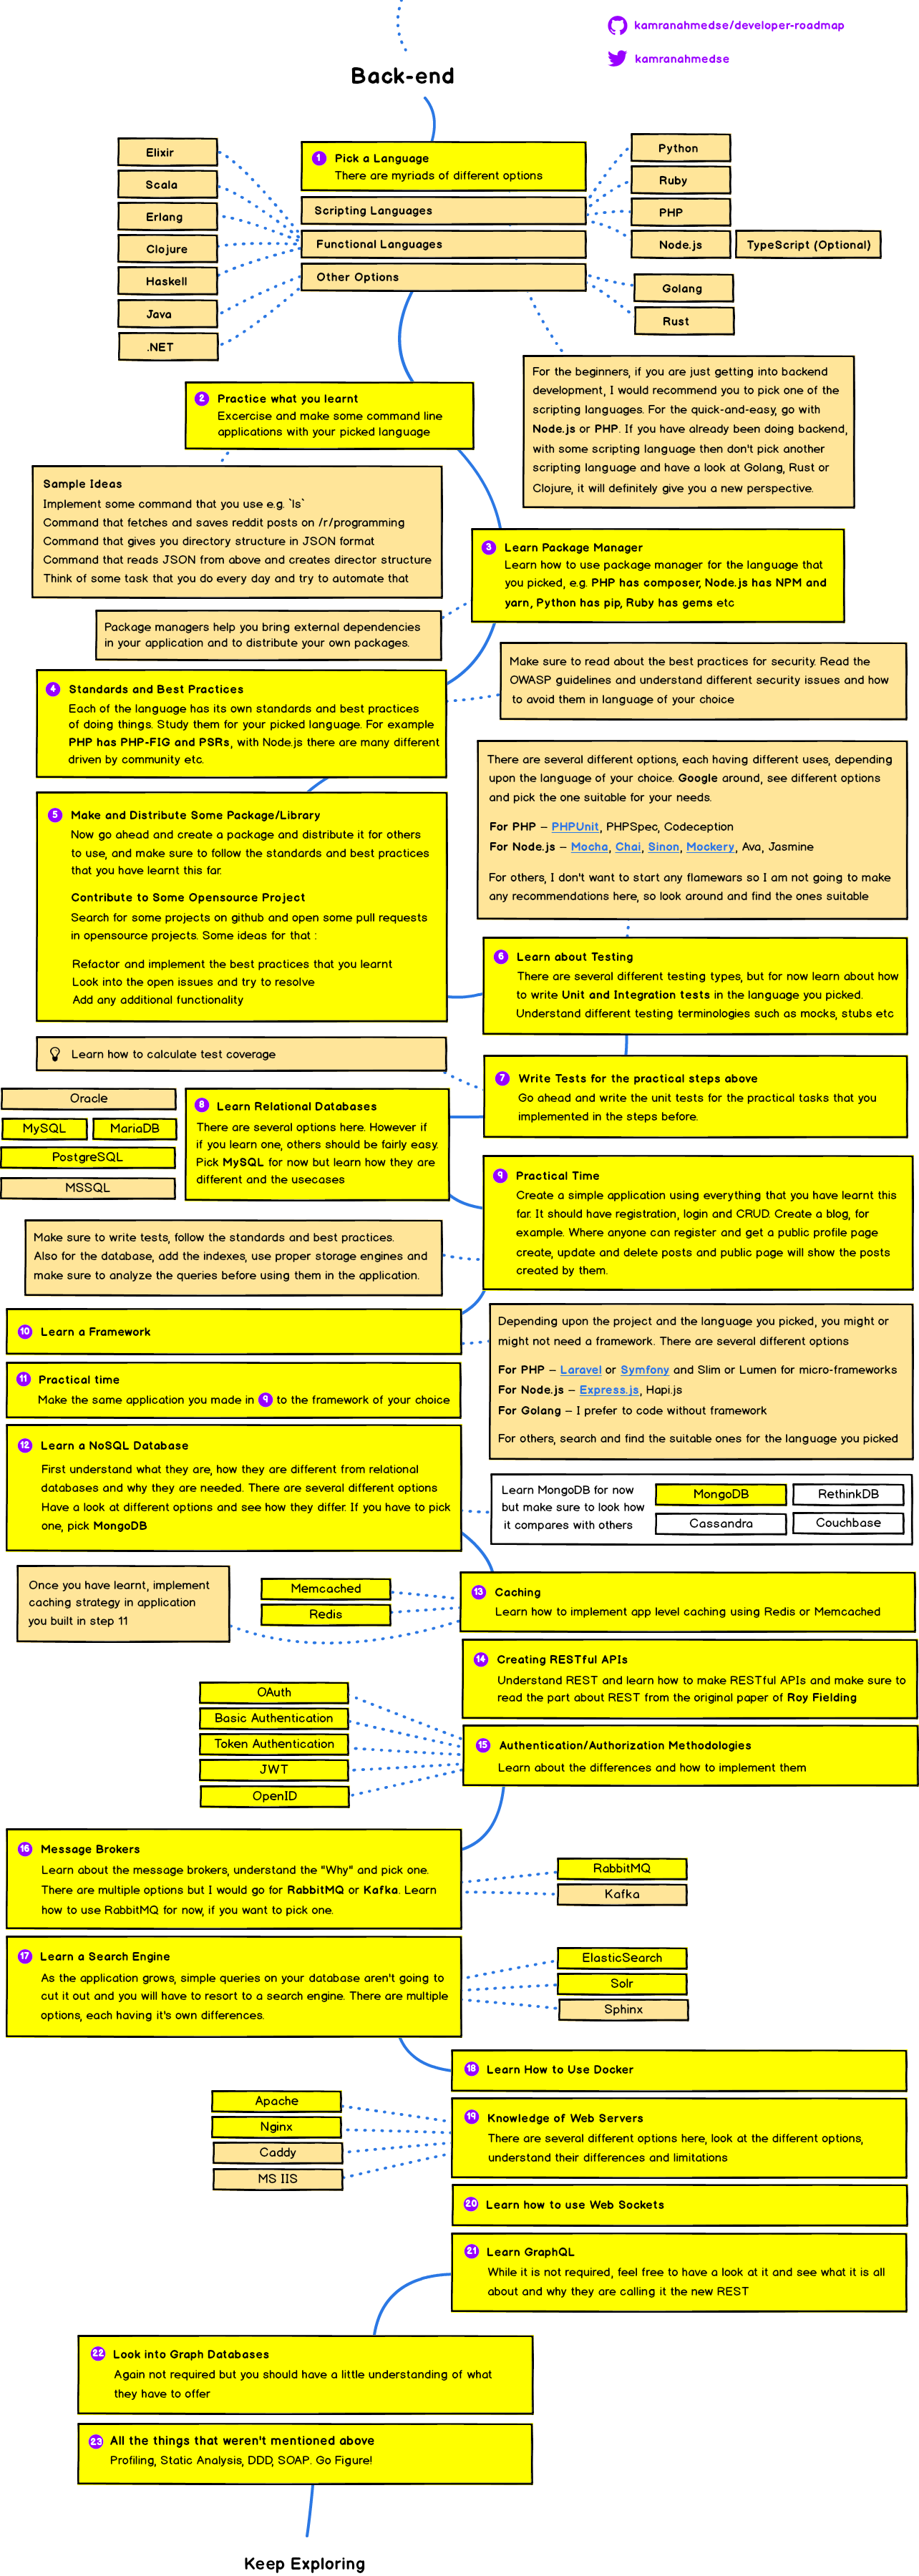 kamranahmedse/developer-roadmap
kamranahmedse
Back-end
1 Pick a Language
There are myriads of different options
Scripting Languages
Functional Languages
Other Options
Elixir
Scala
Erlang
Clojure
Haskell
Java
.NET
Python
Ruby
PHP
Node.js
TypeScript (Optional)
Golang
Rust
For the beginners, if you are just getting into backend
development, I would recommend you to pick one of the
scripting languages. For the quick-and-easy, go with
Node.js or PHP. If you have already been doing backend,
with some scripting language then don't pick another
scripting language and have a look at Golang, Rust or
Clojure, it will definitely give you a new perspective.
2 Practice what you learnt
Excercise and make some command line
applications with your picked language
Sample Ideas
Implement some command that you use e.g. `ls`
Command that fetches and saves reddit posts on /r/programming
Command that gives you directory structure in JSON format
Command that reads JSON from above and creates director structure
Think of some task that you do every day and try to automate that
3 Learn Package Manager
Learn how to use package manager for the language that
you picked, e.g. PHP has composer, Node.js has NPM and
yarn, Python has pip, Ruby has gems etc
Package managers help you bring external dependencies
in your application and to distribute your own packages.
Make sure to read about the best practices for security. Read the
OWASP guidelines and understand different security issues and how
to avoid them in language of your choice
4 Standards and Best Practices
Each of the language has its own standards and best practices
of doing things. Study them for your picked language. For example
PHP has PHP-FIG and PSRs, with Node.js there are many different
driven by community etc.
There are several different options, each having different uses, depending
upon the language of your choice. Google around, see different options
and pick the one suitable for your needs.
For PHP – PHPUnit, PHPSpec, Codeception
For Node.js – Mocha, Chai, Sinon, Mockery, Ava, Jasmine
For others, I don't want to start any flamewars so I am not going to make
any recommendations here, so look around and find the ones suitable
5 Make and Distribute Some Package/Library
Now go ahead and create a package and distribute it for others
to use, and make sure to follow the standards and best practices
that you have learnt this far.
Contribute to Some Opensource Project
Search for some projects on github and open some pull requests
in opensource projects. Some ideas for that :
Refactor and implement the best practices that you learnt
Look into the open issues and try to resolve
Add any additional functionality
6 Learn about Testing
There are several different testing types, but for now learn about how
to write Unit and Integration tests in the language you picked.
Understand different testing terminologies such as mocks, stubs etc
Learn how to calculate test coverage
7 Write Tests for the practical steps above
Go ahead and write the unit tests for the practical tasks that you
implemented in the steps before.
Oracle
MySQL
MariaDB
PostgreSQL
MSSQL
8 Learn Relational Databases
There are several options here. However if
if you learn one, others should be fairly easy.
Pick MySQL for now but learn how they are
different and the usecases
9 Practical Time
Create a simple application using everything that you have learnt this
far. It should have registration, login and CRUD. Create a blog, for
example. Where anyone can register and get a public profile page
create, update and delete posts and public page will show the posts
created by them.
Make sure to write tests, follow the standards and best practices.
Also for the database, add the indexes, use proper storage engines and
make sure to analyze the queries before using them in the application.
10 Learn a Framework
Depending upon the project and the language you picked, you might or
might not need a framework. There are several different options
For PHP – Laravel or Symfony and Slim or Lumen for micro-frameworks
For Node.js – Express.js, Hapi.js
For Golang – I prefer to code without framework
For others, search and find the suitable ones for the language you picked
11 Practical time
Make the same application you made in 9 to the framework of your choice
12 Learn a NoSQL Database
First understand what they are, how they are different from relational
databases and why they are needed. There are several different options
Have a look at different options and see how they differ. If you have to pick
one, pick MongoDB
Learn MongoDB for now
but make sure to look how
it compares with others
MongoDB
RethinkDB
Cassandra
Couchbase
Once you have learnt, implement
caching strategy in application
you built in step 11
Memcached
Redis
13 Caching
Learn how to implement app level caching using Redis or Memcached
14 Creating RESTful APIs
Understand REST and learn how to make RESTful APIs and make sure to
read the part about REST from the original paper of Roy Fielding
OAuth
Basic Authentication
Token Authentication
JWT
OpenID
15 Authentication/Authorization Methodologies
Learn about the differences and how to implement them
16 Message Brokers
Learn about the message brokers, understand the "Why" and pick one.
There are multiple options but I would go for RabbitMQ or Kafka. Learn
how to use RabbitMQ for now, if you want to pick one.
RabbitMQ
Kafka
17 Learn a Search Engine
As the application grows, simple queries on your database aren't going to
cut it out and you will have to resort to a search engine. There are multiple
options, each having it's own differences.
ElasticSearch
Solr
Sphinx
18 Learn How to Use Docker
Apache
Nginx
Caddy
MS IIS
19 Knowledge of Web Servers
There are several different options here, look at the different options,
understand their differences and limitations
20 Learn how to use Web Sockets
21 Learn GraphQL
While it is not required, feel free to have a look at it and see what it is all
about and why they are calling it the new REST
22 Look into Graph Databases
Again not required but you should have a little understanding of what
they have to offer
23 All the things that weren't mentioned above
Profiling, Static Analysis, DDD, SOAP. Go Figure!
Keep Exploring